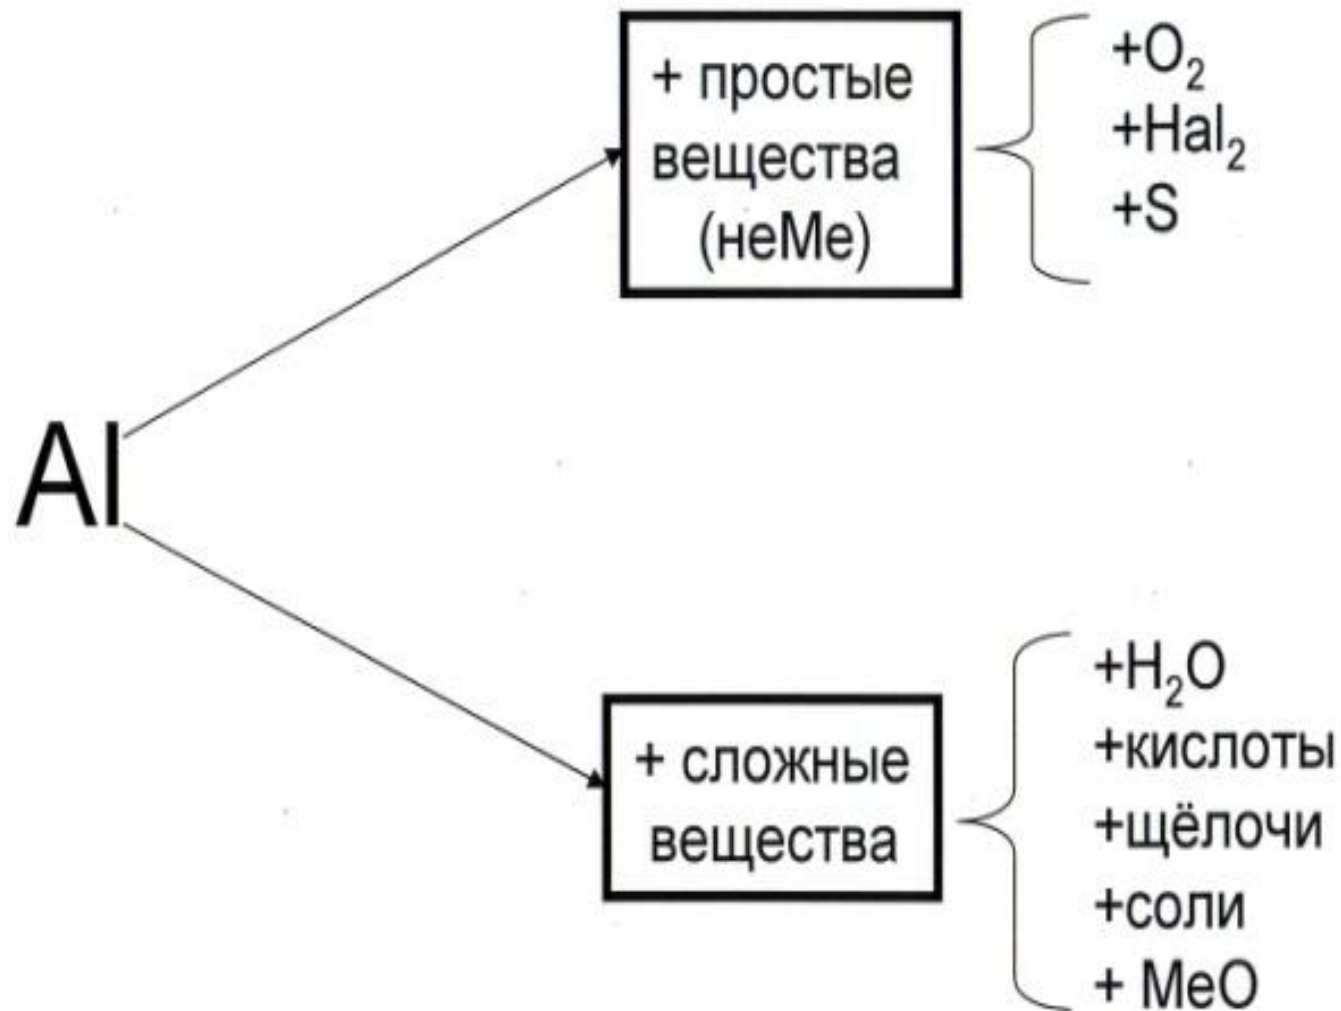 Al
+ простые
вещества
(неМе)
+O₂
+Hal₂
+S
+ сложные
вещества
+H₂O
+кислоты
+щёлочи
+соли
+ MeO